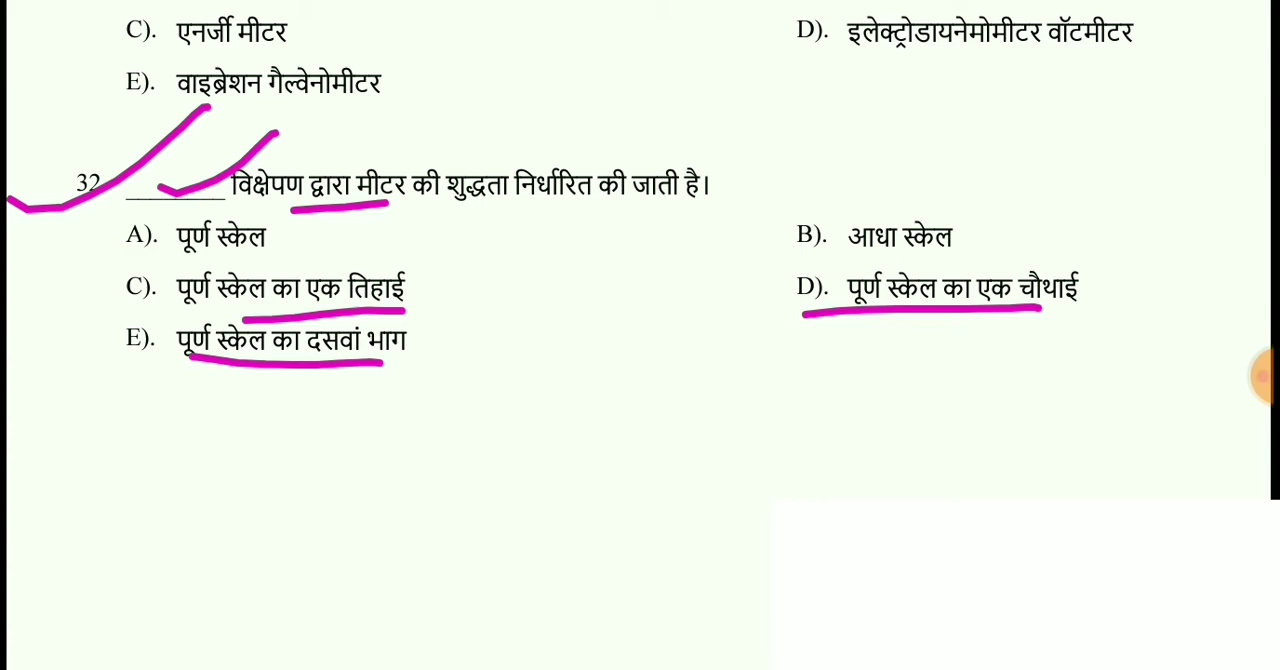 C). एनर्जी मीटर D). इलेक्ट्रोडायनेमोमीटर वॉटमीटर
E). वाइब्रेशन गैल्वेनोमीटर
32 ________ विक्षेपण द्वारा मीटर की शुद्धता निर्धारित की जाती है।
A). पूर्ण स्केल B). आधा स्केल
C). पूर्ण स्केल का एक तिहाई D). पूर्ण स्केल का एक चौथाई
E). पूर्ण स्केल का दसवां भाग